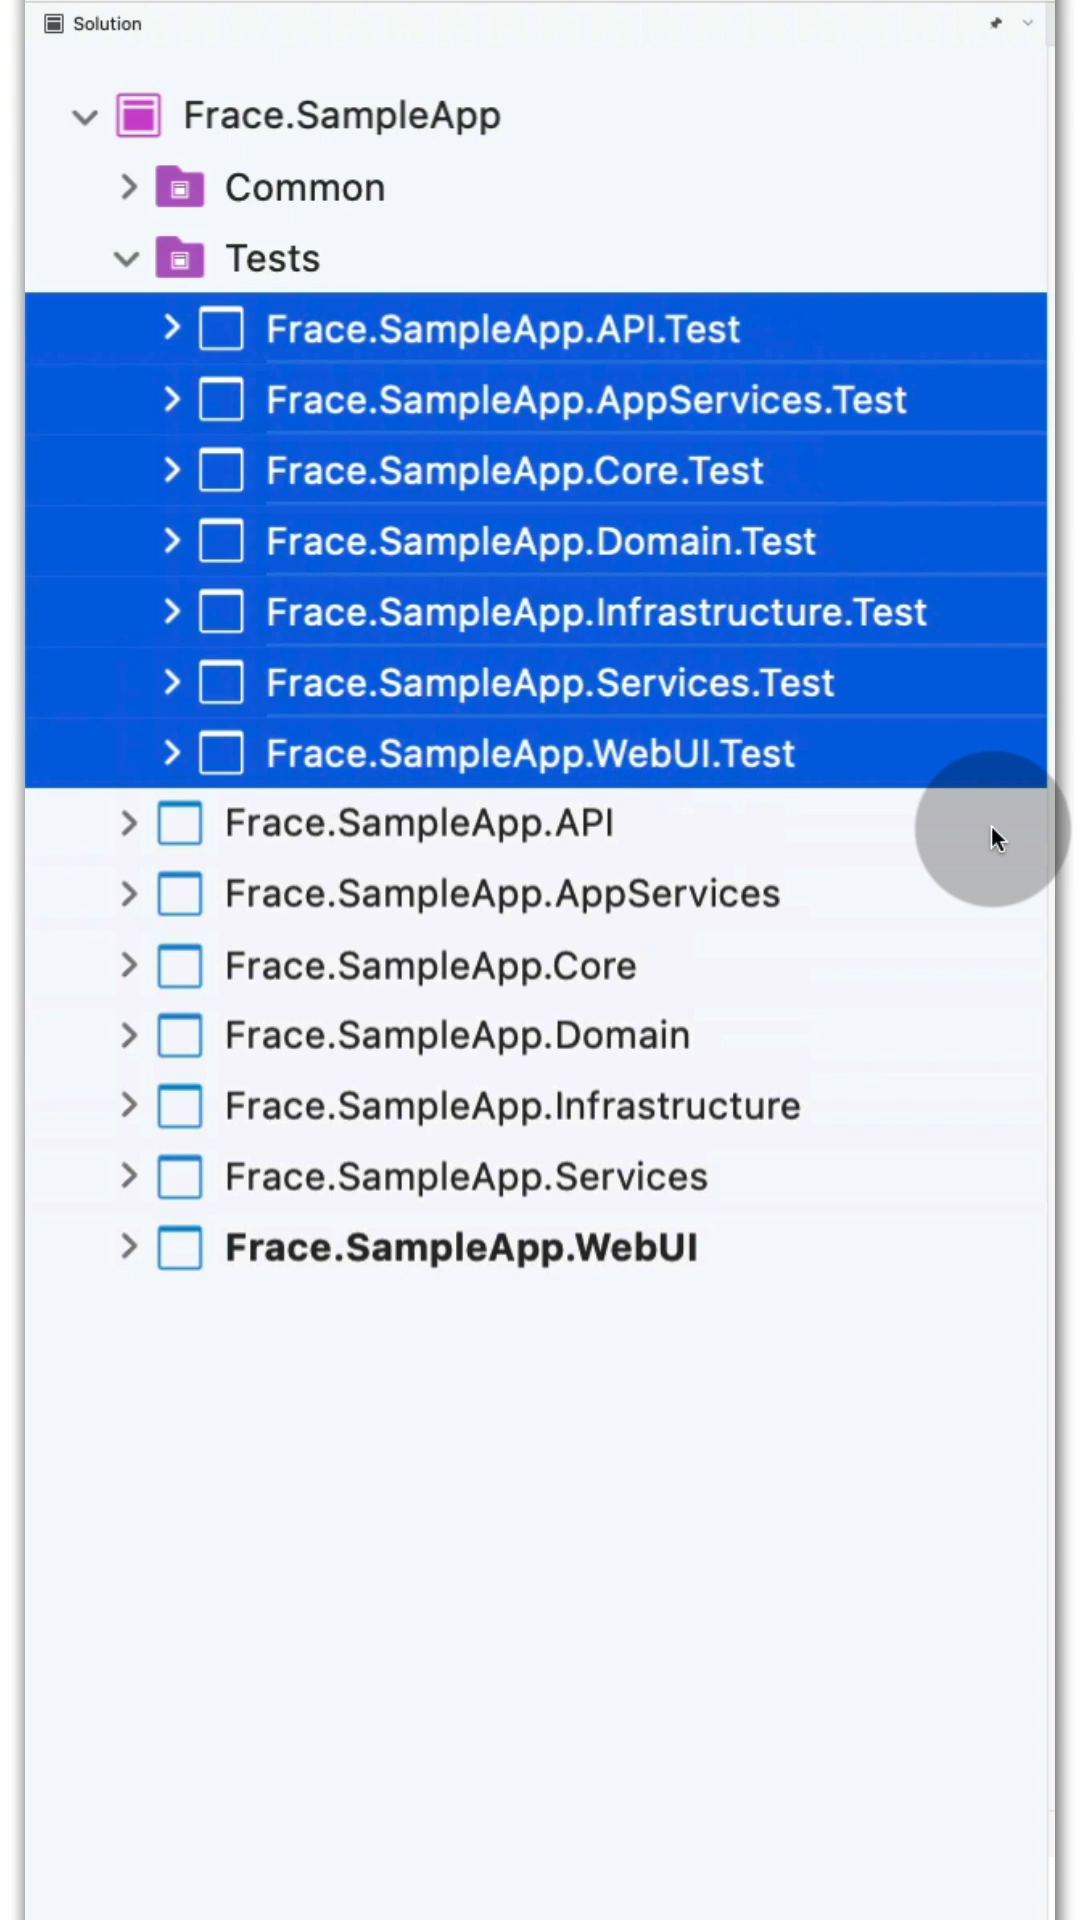 Solution
Frace.SampleApp
Common
Tests
Frace.SampleApp.API.Test
Frace.SampleApp.AppServices.Test
Frace.SampleApp.Core.Test
Frace.SampleApp.Domain.Test
Frace.SampleApp.Infrastructure.Test
Frace.SampleApp.Services.Test
Frace.SampleApp.WebUI.Test
Frace.SampleApp.API
Frace.SampleApp.AppServices
Frace.SampleApp.Core
Frace.SampleApp.Domain
Frace.SampleApp.Infrastructure
Frace.SampleApp.Services
Frace.SampleApp.WebUI